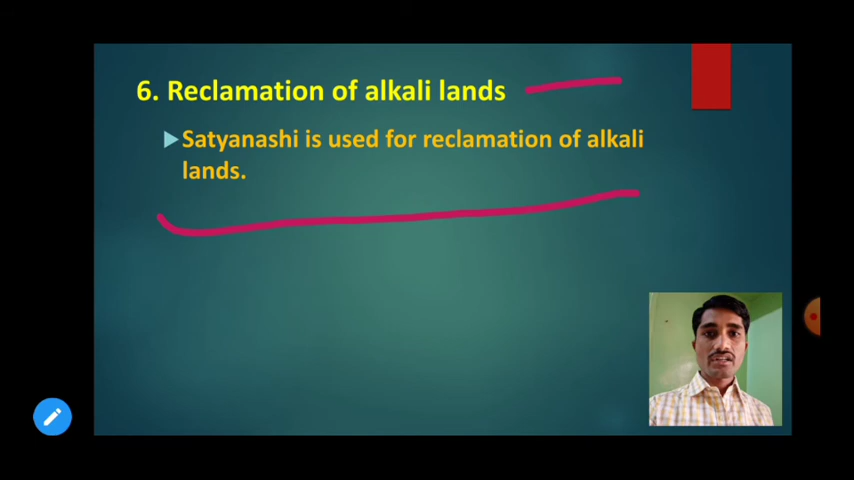 6. Reclamation of alkali lands
Satyanashi is used for reclamation of alkali
lands.